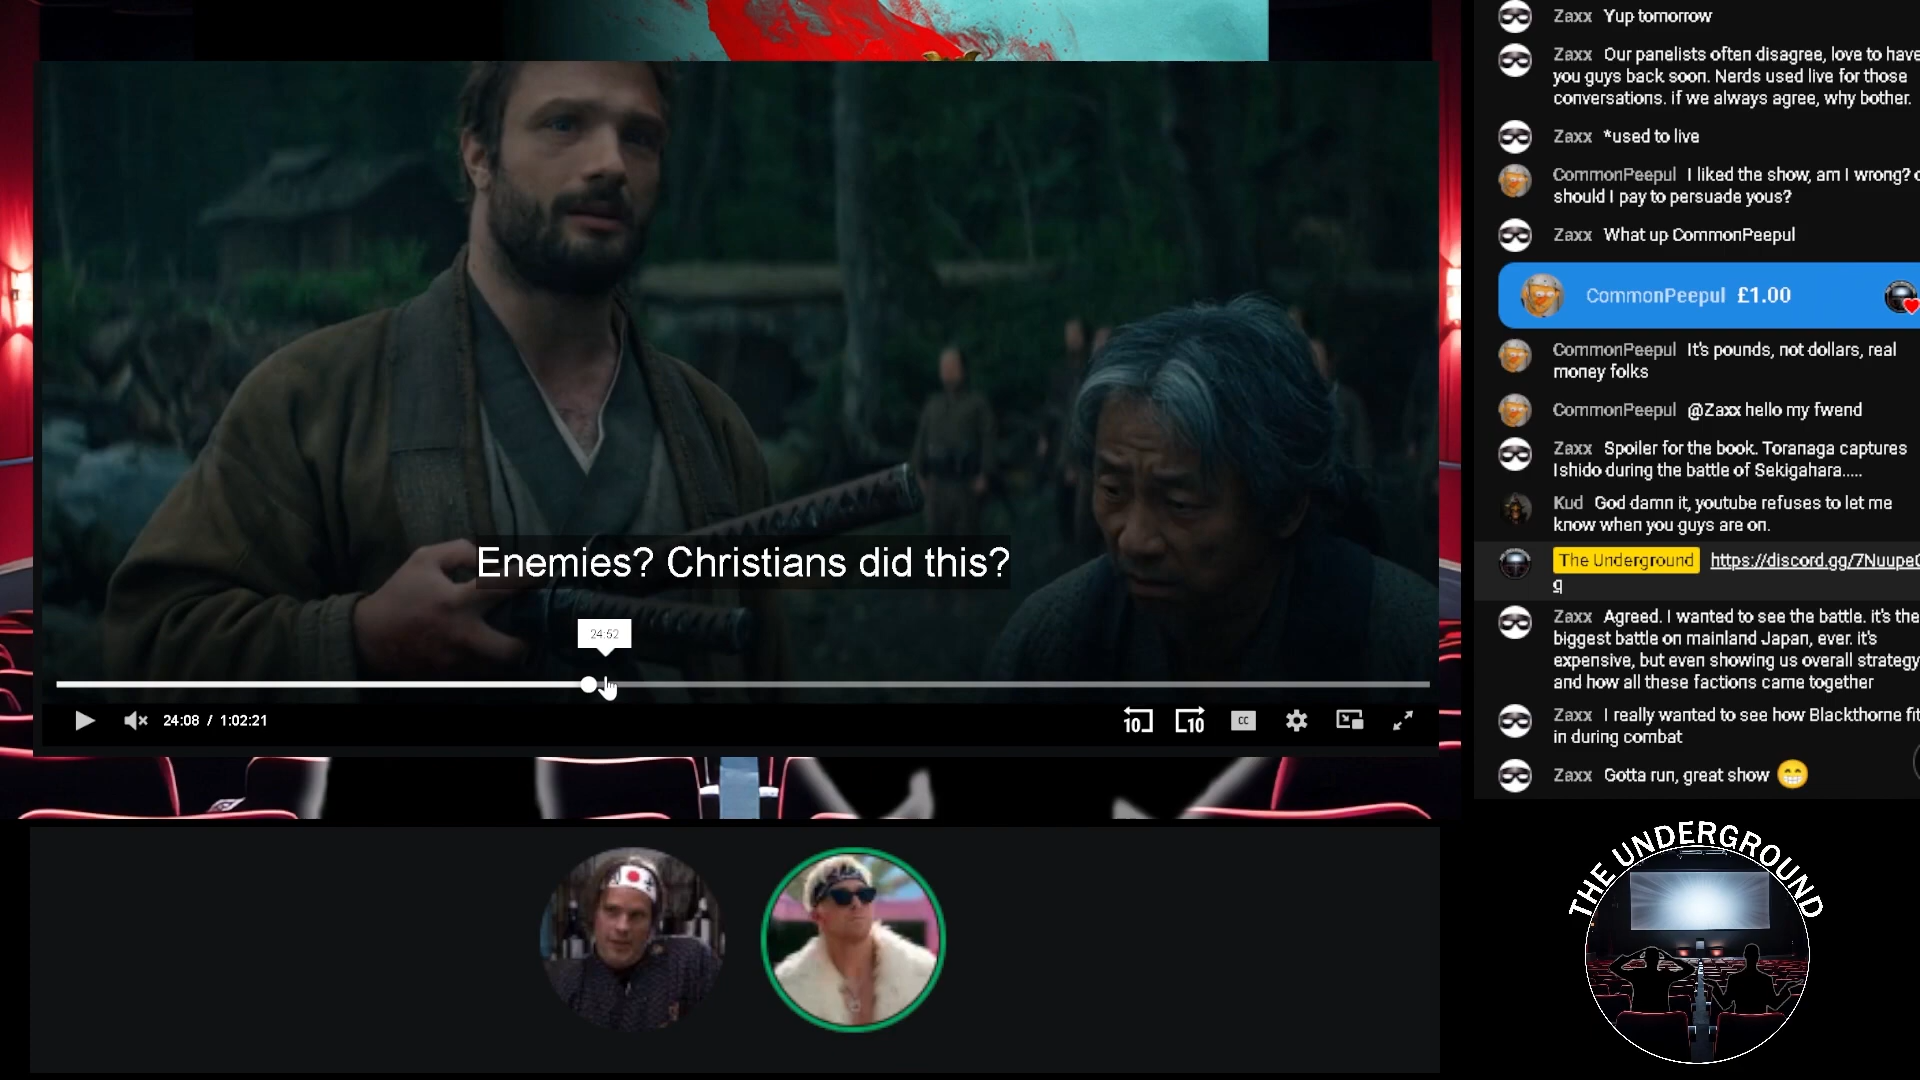 Enemies? Christians did this?
24:52
24:08 / 1:02:21
10
10
CC
Zaxx Yup tomorrow
Zaxx Our panelists often disagree, love to have
you guys back soon. Nerds used live for those
conversations. if we always agree, why bother.
Zaxx *used to live
CommonPeepul I liked the show, am I wrong?
should I pay to persuade yous?
Zaxx What up CommonPeepul
CommonPeepul £1.00
CommonPeepul It's pounds, not dollars, real
money folks
CommonPeepul @Zaxx hello my fwend
Zaxx Spoiler for the book. Toranaga captures
Ishido during the battle of Sekigahara.....
Kud God damn it, youtube refuses to let me
know when you guys are on.
The Underground https://discord.gg/7Nuupe
g
Zaxx Agreed. I wanted to see the battle. it's the
biggest battle on mainland Japan, ever. it's
expensive, but even showing us overall strategy
and how all these factions came together
Zaxx I really wanted to see how Blackthorne fit
in during combat
Zaxx Gotta run, great show 😁
THE UNDERGROUND